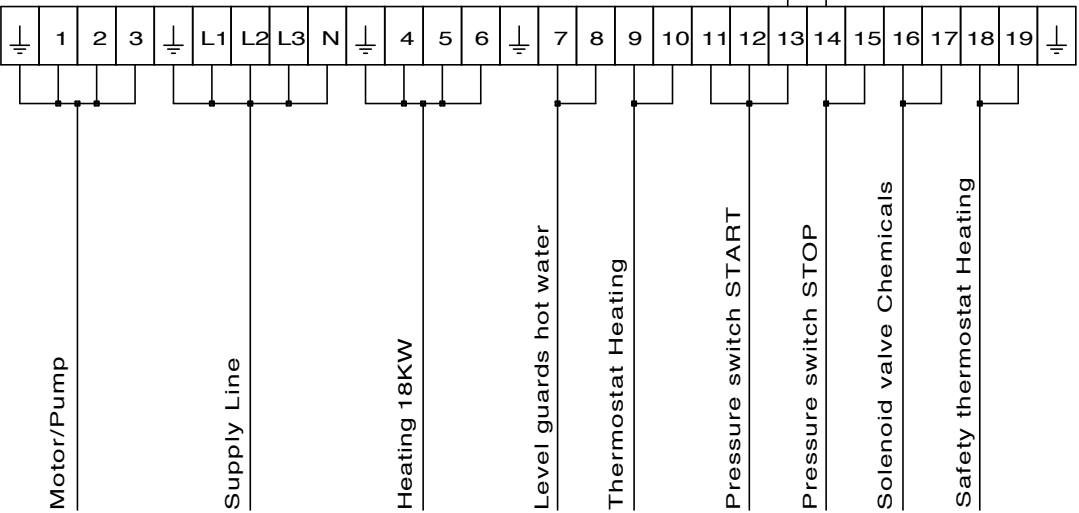 1 2 3 L1 L2 L3 N 4 5 6 7 8 9 10 11 12 13 14 15 16 17 18 19
Motor/Pump
Supply Line
Heating 18KW
Level guards hot water
Thermostat Heating
Pressure switch START
Pressure switch STOP
Solenoid valve Chemicals
Safety thermostat Heating